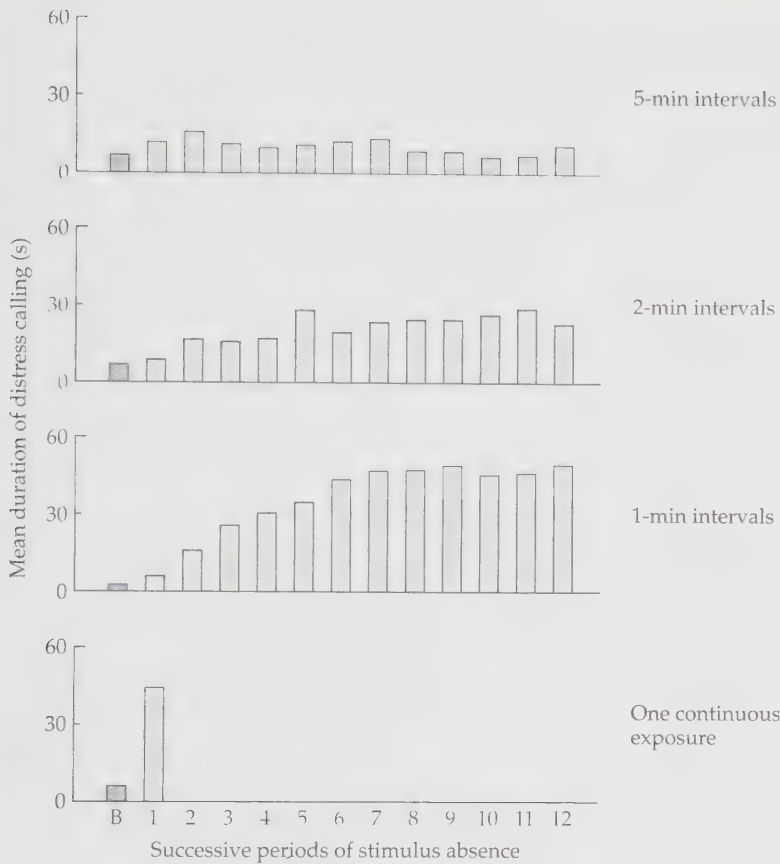 60
30
0
5-min intervals
60
30
0
2-min intervals
Mean duration of distress calling (s)
60
30
0
1-min intervals
60
30
0
One continuous
exposure
B 1 2 3 4 5 6 7 8 9 10 11 12
Successive periods of stimulus absence